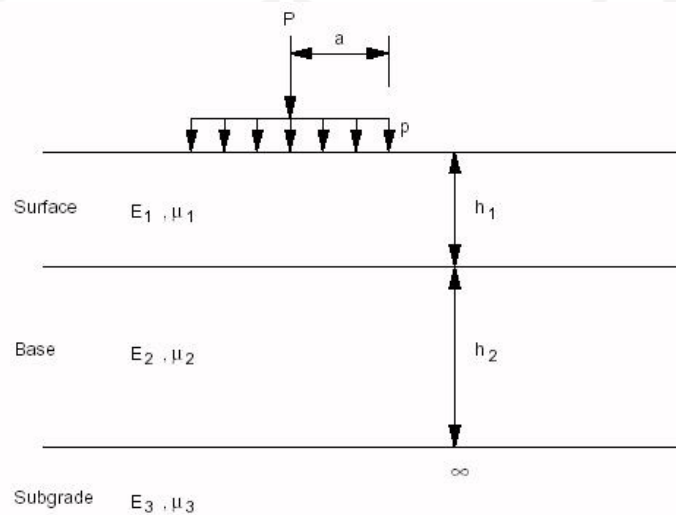 P
a
p
Surface E₁ , μ₁ h₁
Base E₂ , μ₂ h₂
∞
Subgrade E₃ , μ₃